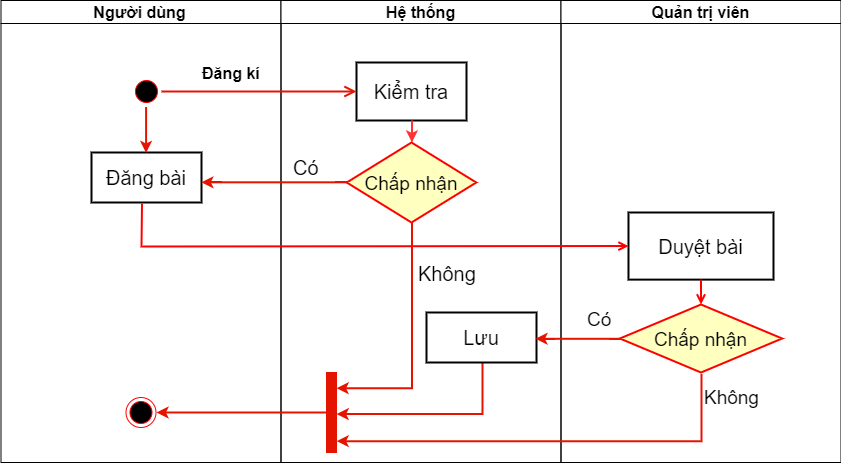 Người dùng
Hệ thống
Quản trị viên
Đăng kí
Kiểm tra
Có
Chấp nhận
Đăng bài
Duyệt bài
Không
Có
Lưu
Chấp nhận
Không